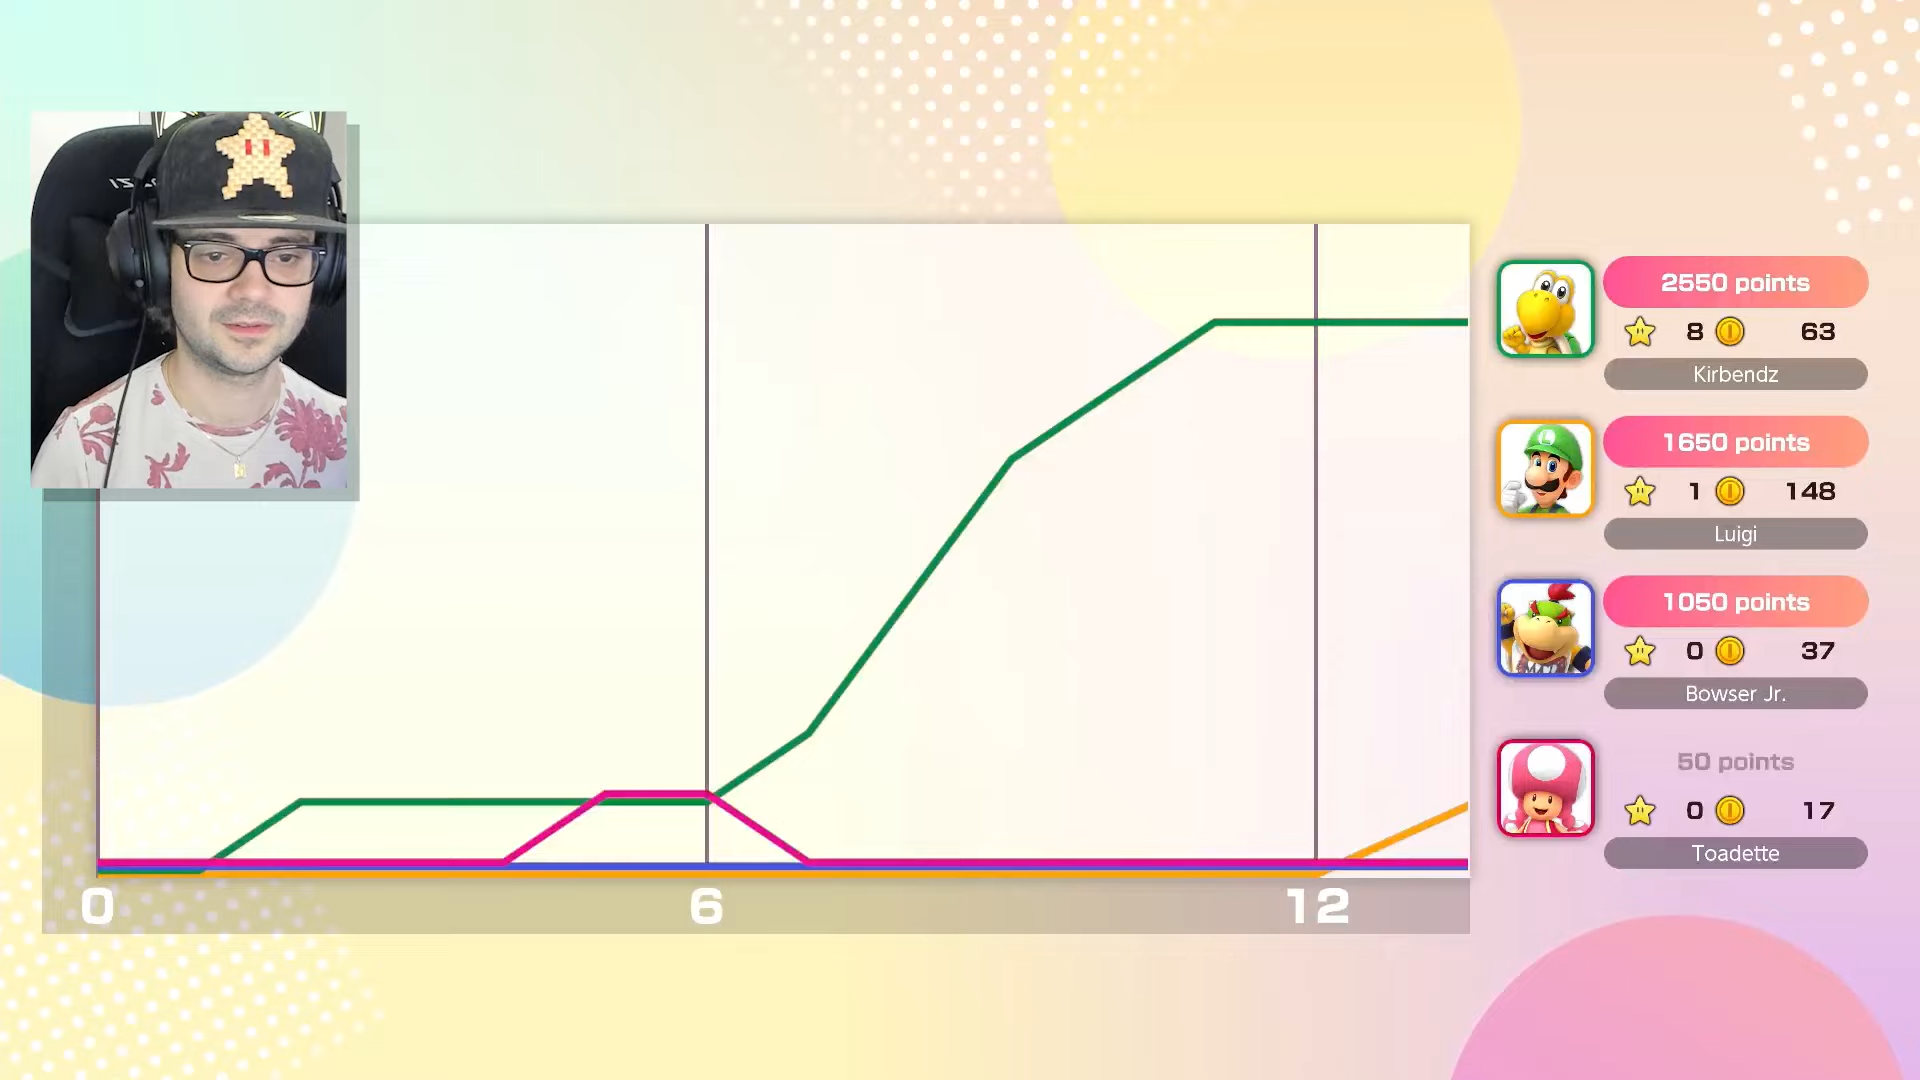 2550 points
8 63
Kirbendz
1650 points
1 148
Luigi
1050 points
0 37
Bowser Jr.
50 points
0 17
Toadette
0 6 12